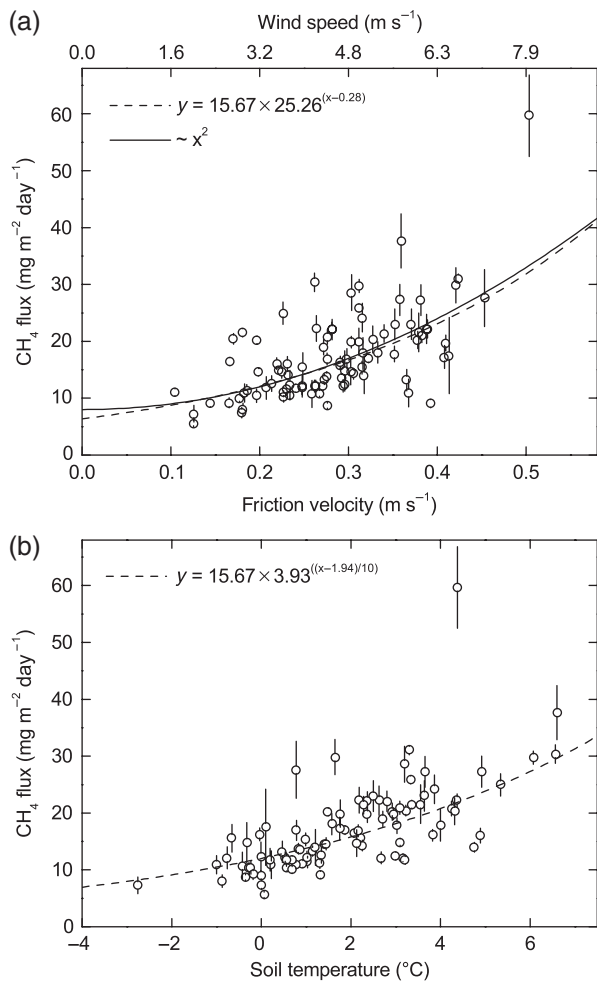 (a)
Wind speed (m s⁻¹)
0.0 1.6 3.2 4.8 6.3 7.9
y = 15.67 × 25.26^(x–0.28)
~ x²
60
50
40
30
20
10
0
CH₄ flux (mg m⁻² day⁻¹)
0.0 0.1 0.2 0.3 0.4 0.5
Friction velocity (m s⁻¹)
(b)
y = 15.67 × 3.93^((x–1.94)/10)
60
50
40
30
20
10
0
CH₄ flux (mg m⁻² day⁻¹)
−4 −2 0 2 4 6
Soil temperature (°C)